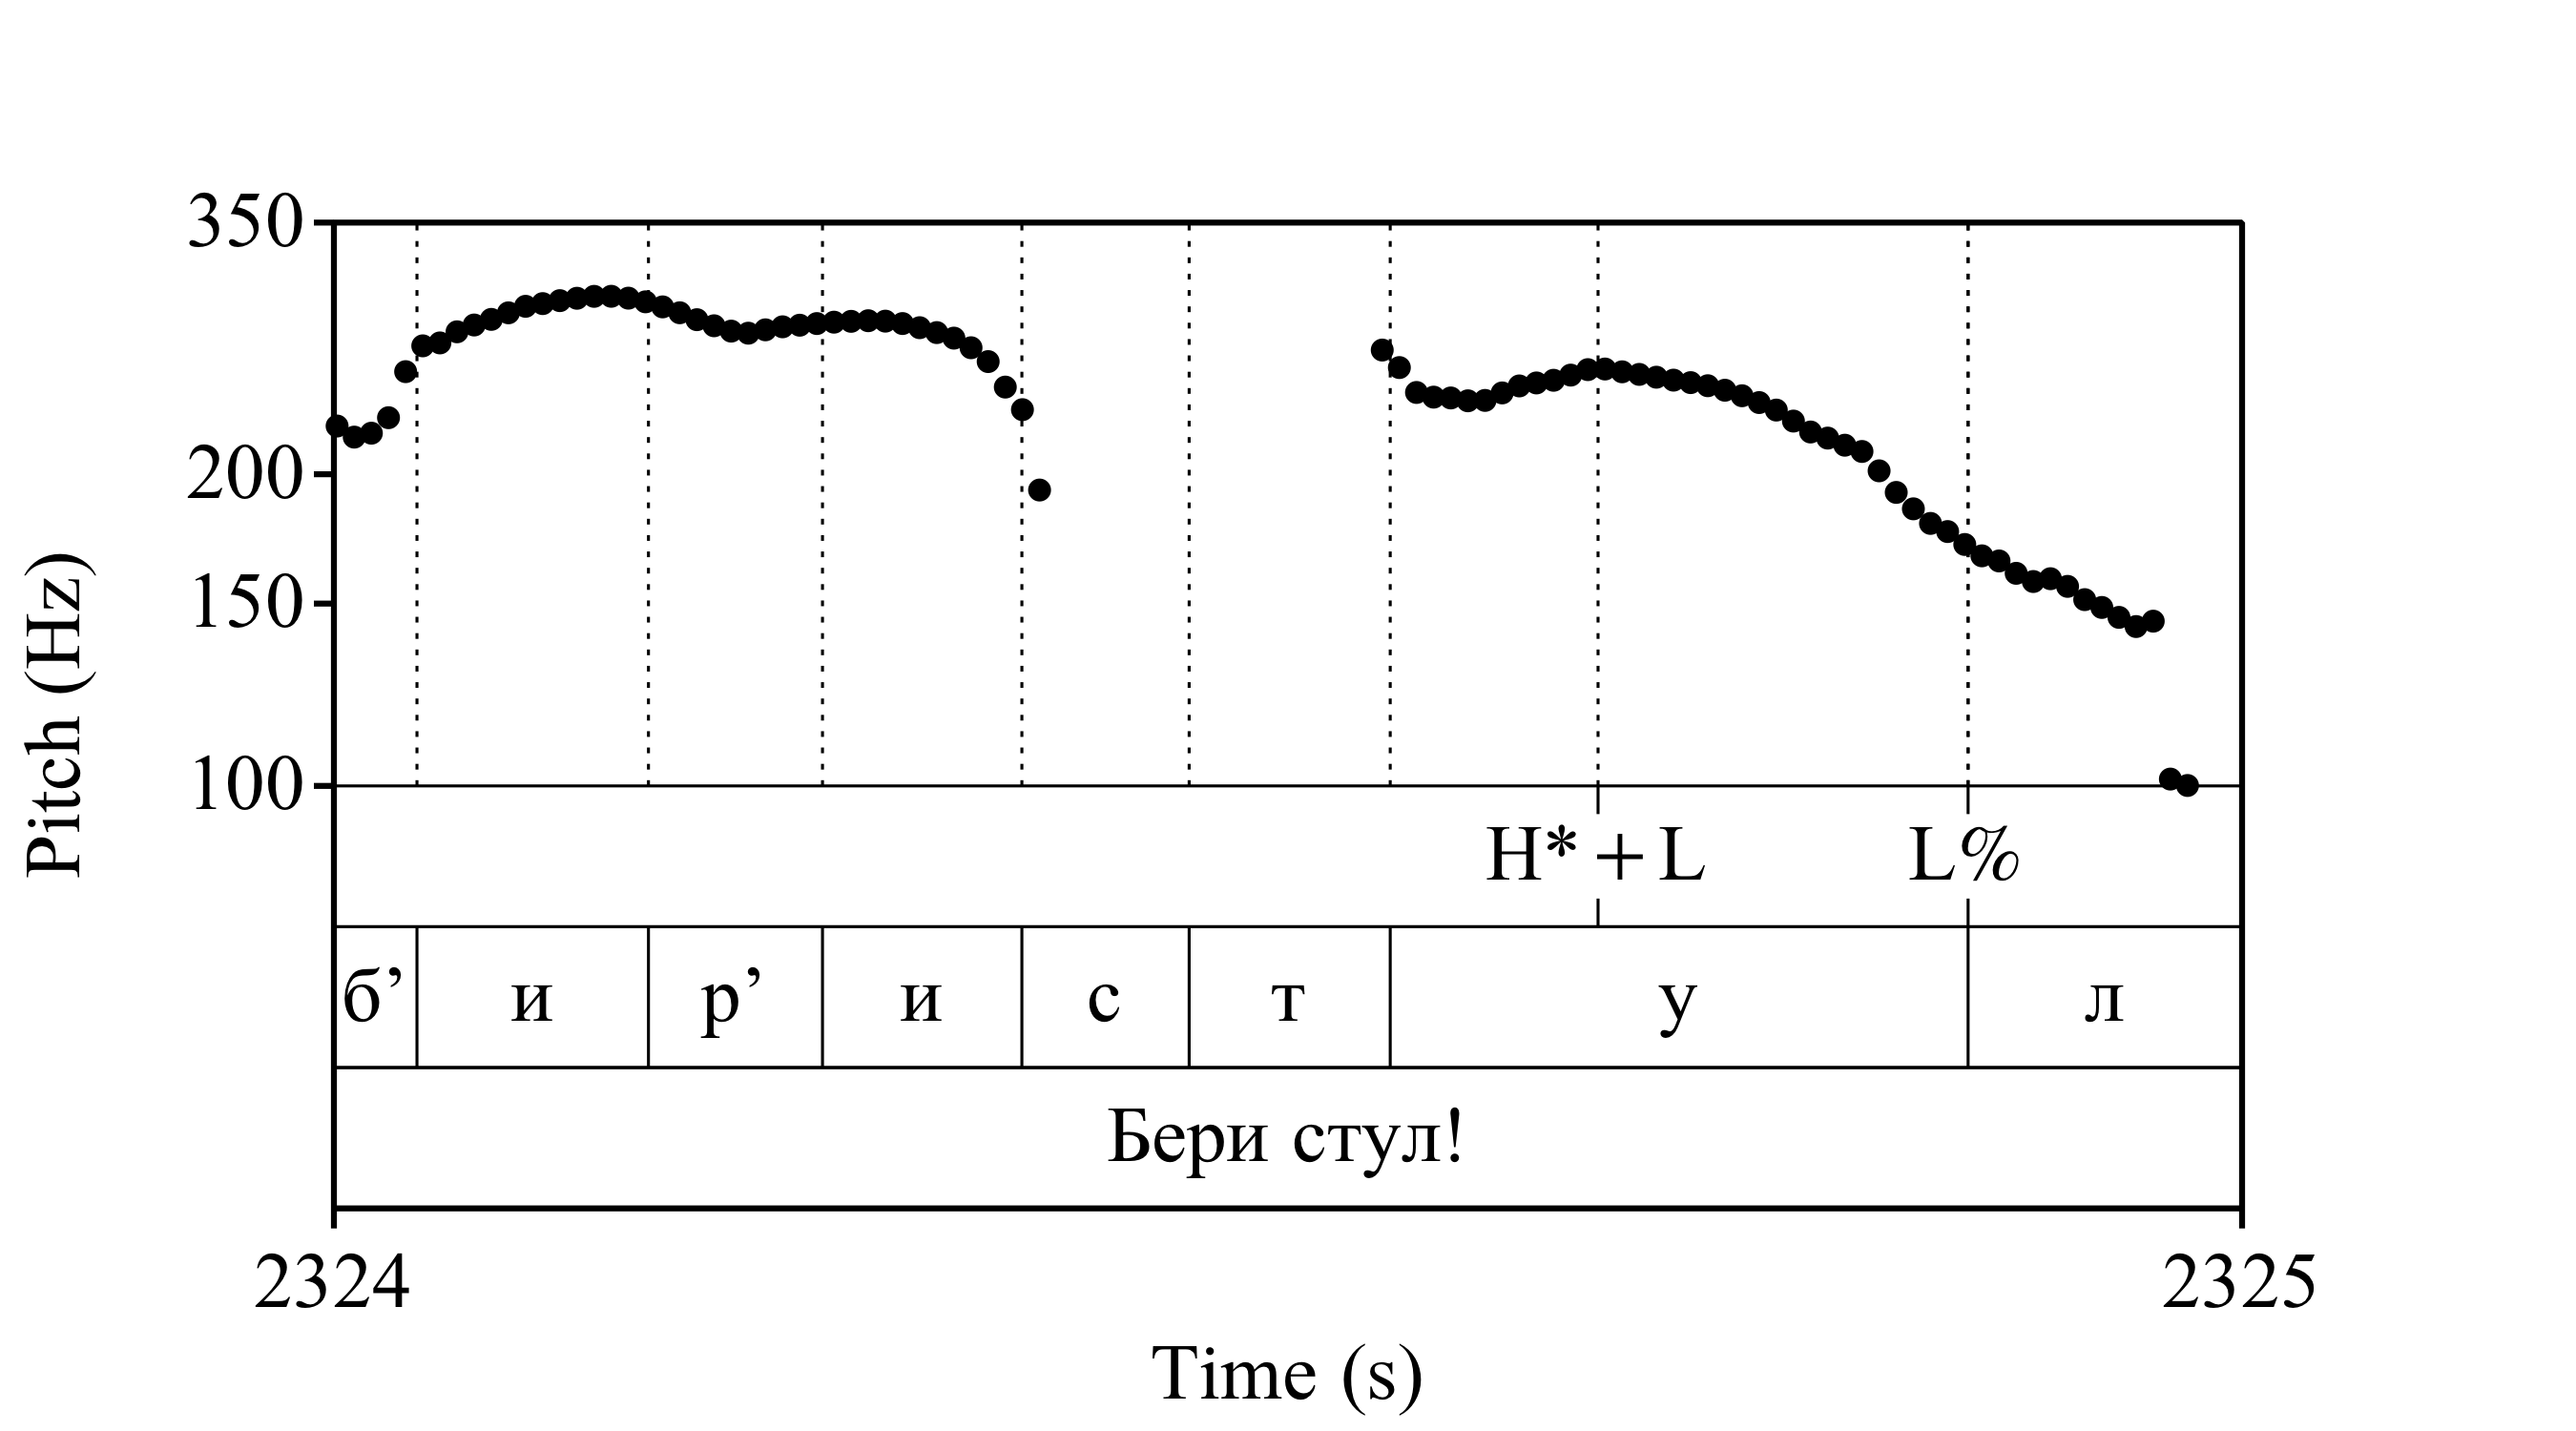 350
200
150
100
Pitch (Hz)
H* + L L%
б’ и р’ и с т у л
Бери стул!
2324 2325
Time (s)